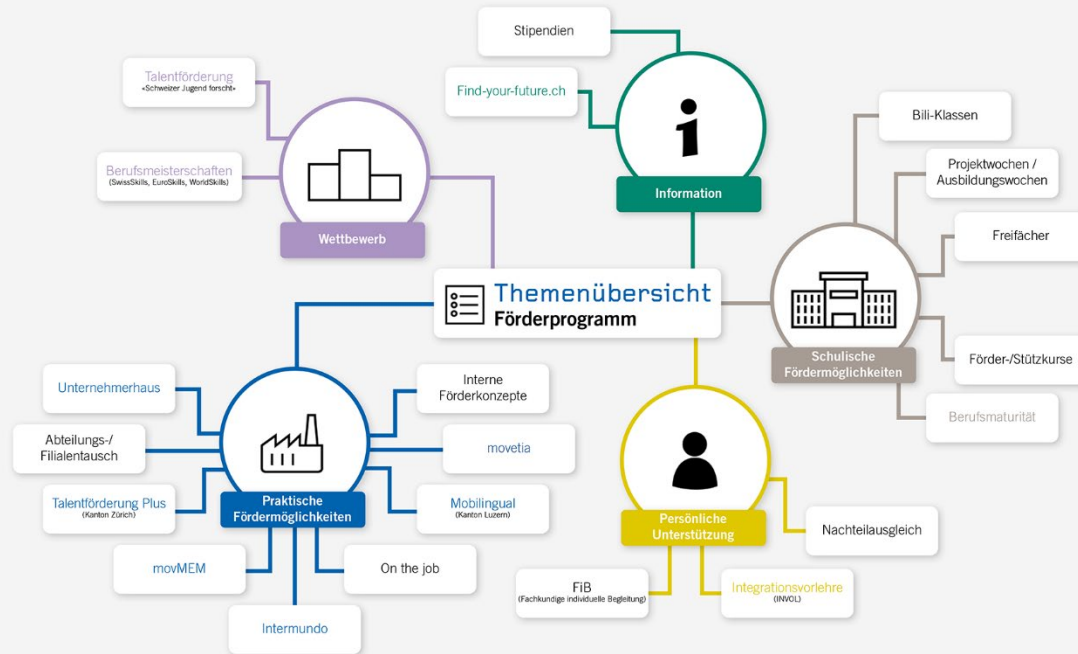 Stipendien
Find-your-future.ch
Information
Talentförderung
«Schweizer Jugend forscht»
Berufsmeisterschaften
(SwissSkills, EuroSkills, WorldSkills)
Wettbewerb
Bili-Klassen
Projektwochen /
Ausbildungswochen
Freifächer
Förder-/Stützkurse
Berufsmaturität
Schulische
Fördermöglichkeiten
Themenübersicht
Förderprogramm
Unternehmerhaus
Abteilungs-/
Filialentausch
Talentförderung Plus
(Kanton Zürich)
movMEM
Intermundo
On the job
Mobilingual
(Kanton Luzern)
movetia
Interne
Förderkonzepte
Praktische
Fördermöglichkeiten
Persönliche
Unterstützung
Nachteilausgleich
FiB
(Fachkundige individuelle Begleitung)
Integrationsvorlehre
(INVOL)